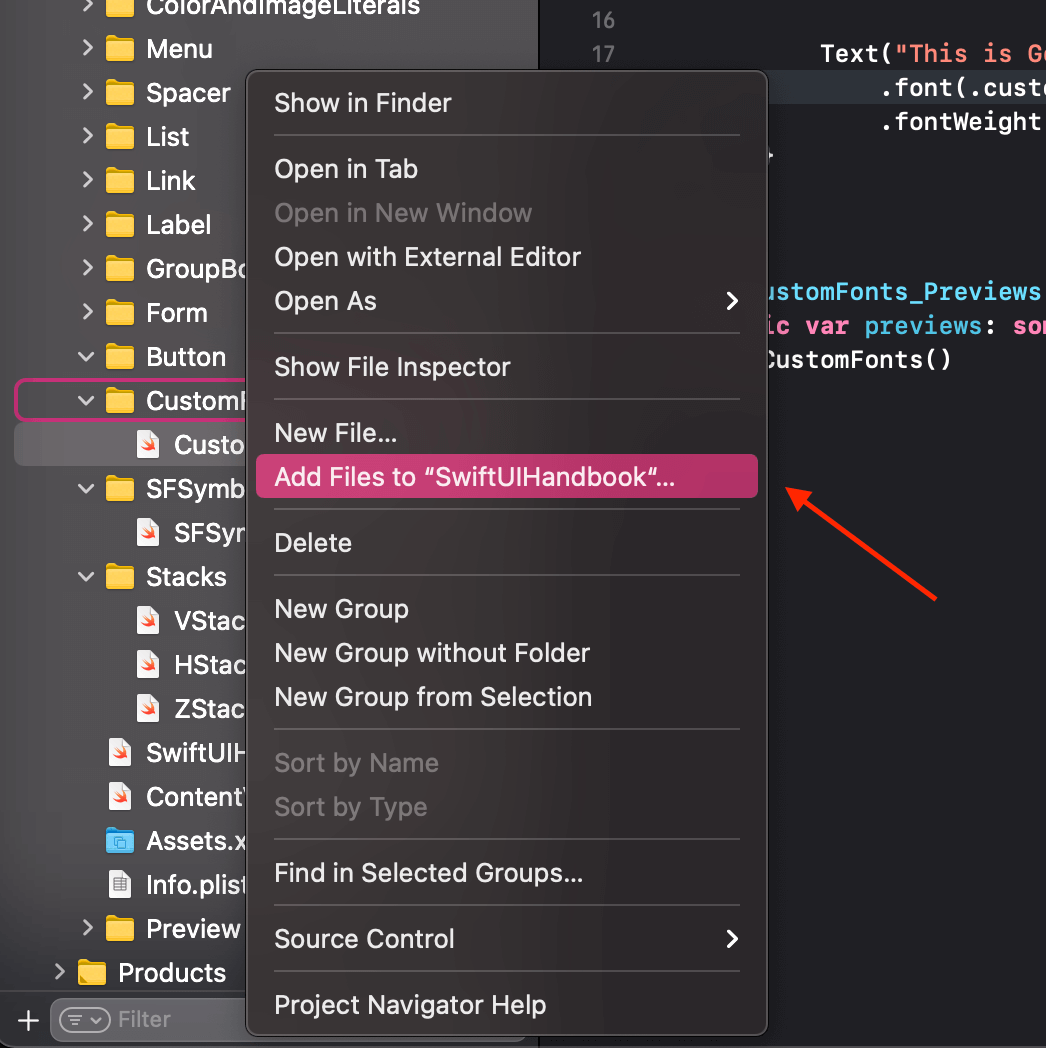 ColorAndImageLiterals
Menu
Spacer
List
Link
Label
GroupBo
Form
Button
CustomF
Custo
SFSymb
SFSyr
Stacks
VStac
HStac
ZStac
SwiftUIH
Content
Assets.x
Info.plist
Preview
Products
Filter
Show in Finder
Open in Tab
Open in New Window
Open with External Editor
Open As
Show File Inspector
New File...
Add Files to “SwiftUIHandbook“...
Delete
New Group
New Group without Folder
New Group from Selection
Sort by Name
Sort by Type
Find in Selected Groups...
Source Control
Project Navigator Help
16
17
Text("This is G
.font(.custo
.fontWeight
ustomFonts_Previews
ic var previews: so
CustomFonts()